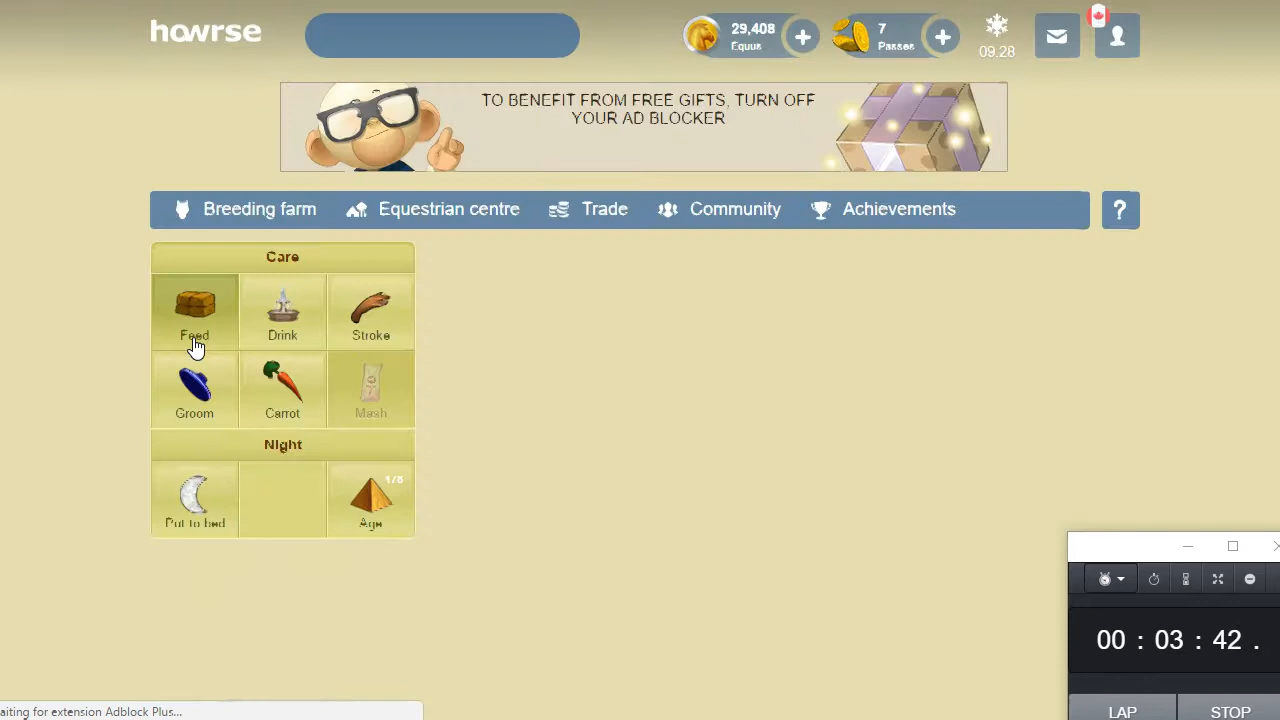 howrse
29,408
Equus
7
Passes
09.28
TO BENEFIT FROM FREE GIFTS, TURN OFF
YOUR AD BLOCKER
Breeding farm
Equestrian centre
Trade
Community
Achievements
?
Care
Feed
Drink
Stroke
Groom
Carrot
Mash
Night
1/8
Put to bed
Age
00 : 03 : 42 .
LAP
STOP
aiting for extension Adblock Plus...